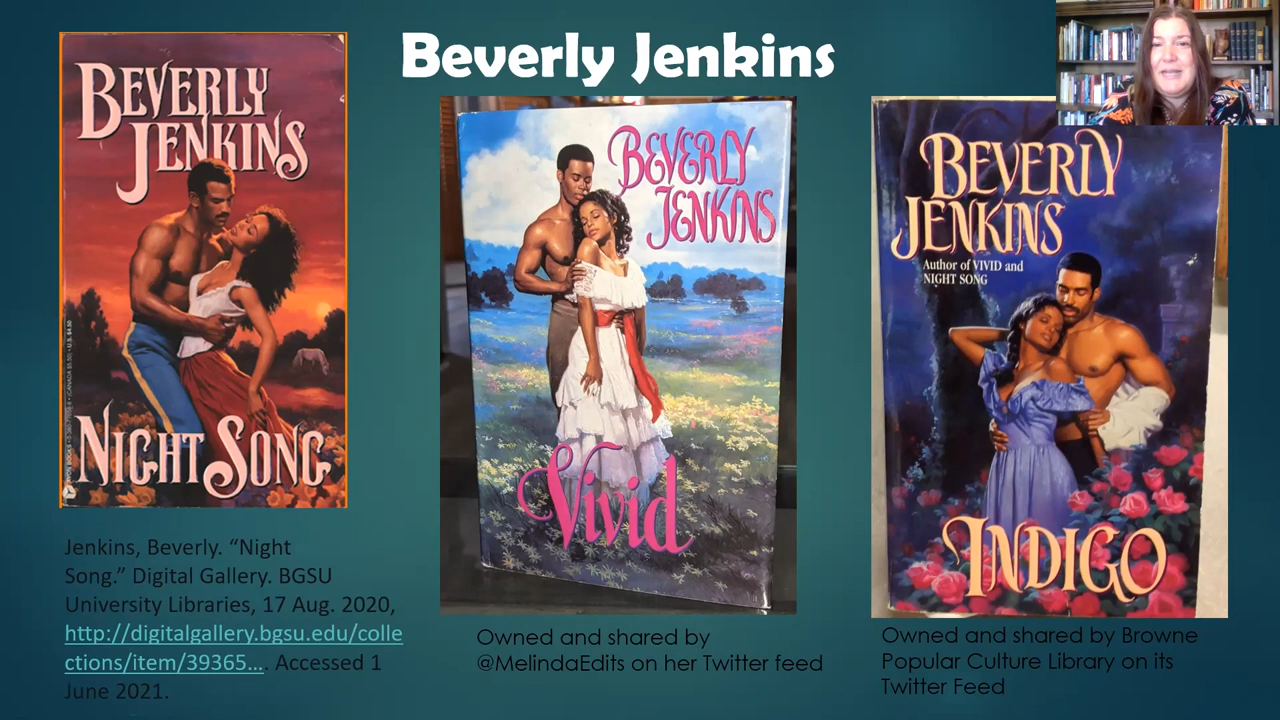 Beverly Jenkins
BEVERLY
JENKINS
NIGHT SONG
Jenkins, Beverly. “Night
Song.” Digital Gallery. BGSU
University Libraries, 17 Aug. 2020,
http://digitalgallery.bgsu.edu/colle
ctions/item/39365.... Accessed 1
June 2021.
BEVERLY
JENKINS
Vivid
Owned and shared by
@MelindaEdits on her Twitter feed
BEVERLY
JENKINS
Author of VIVID and
NIGHT SONG
INDIGO
Owned and shared by Browne
Popular Culture Library on its
Twitter Feed